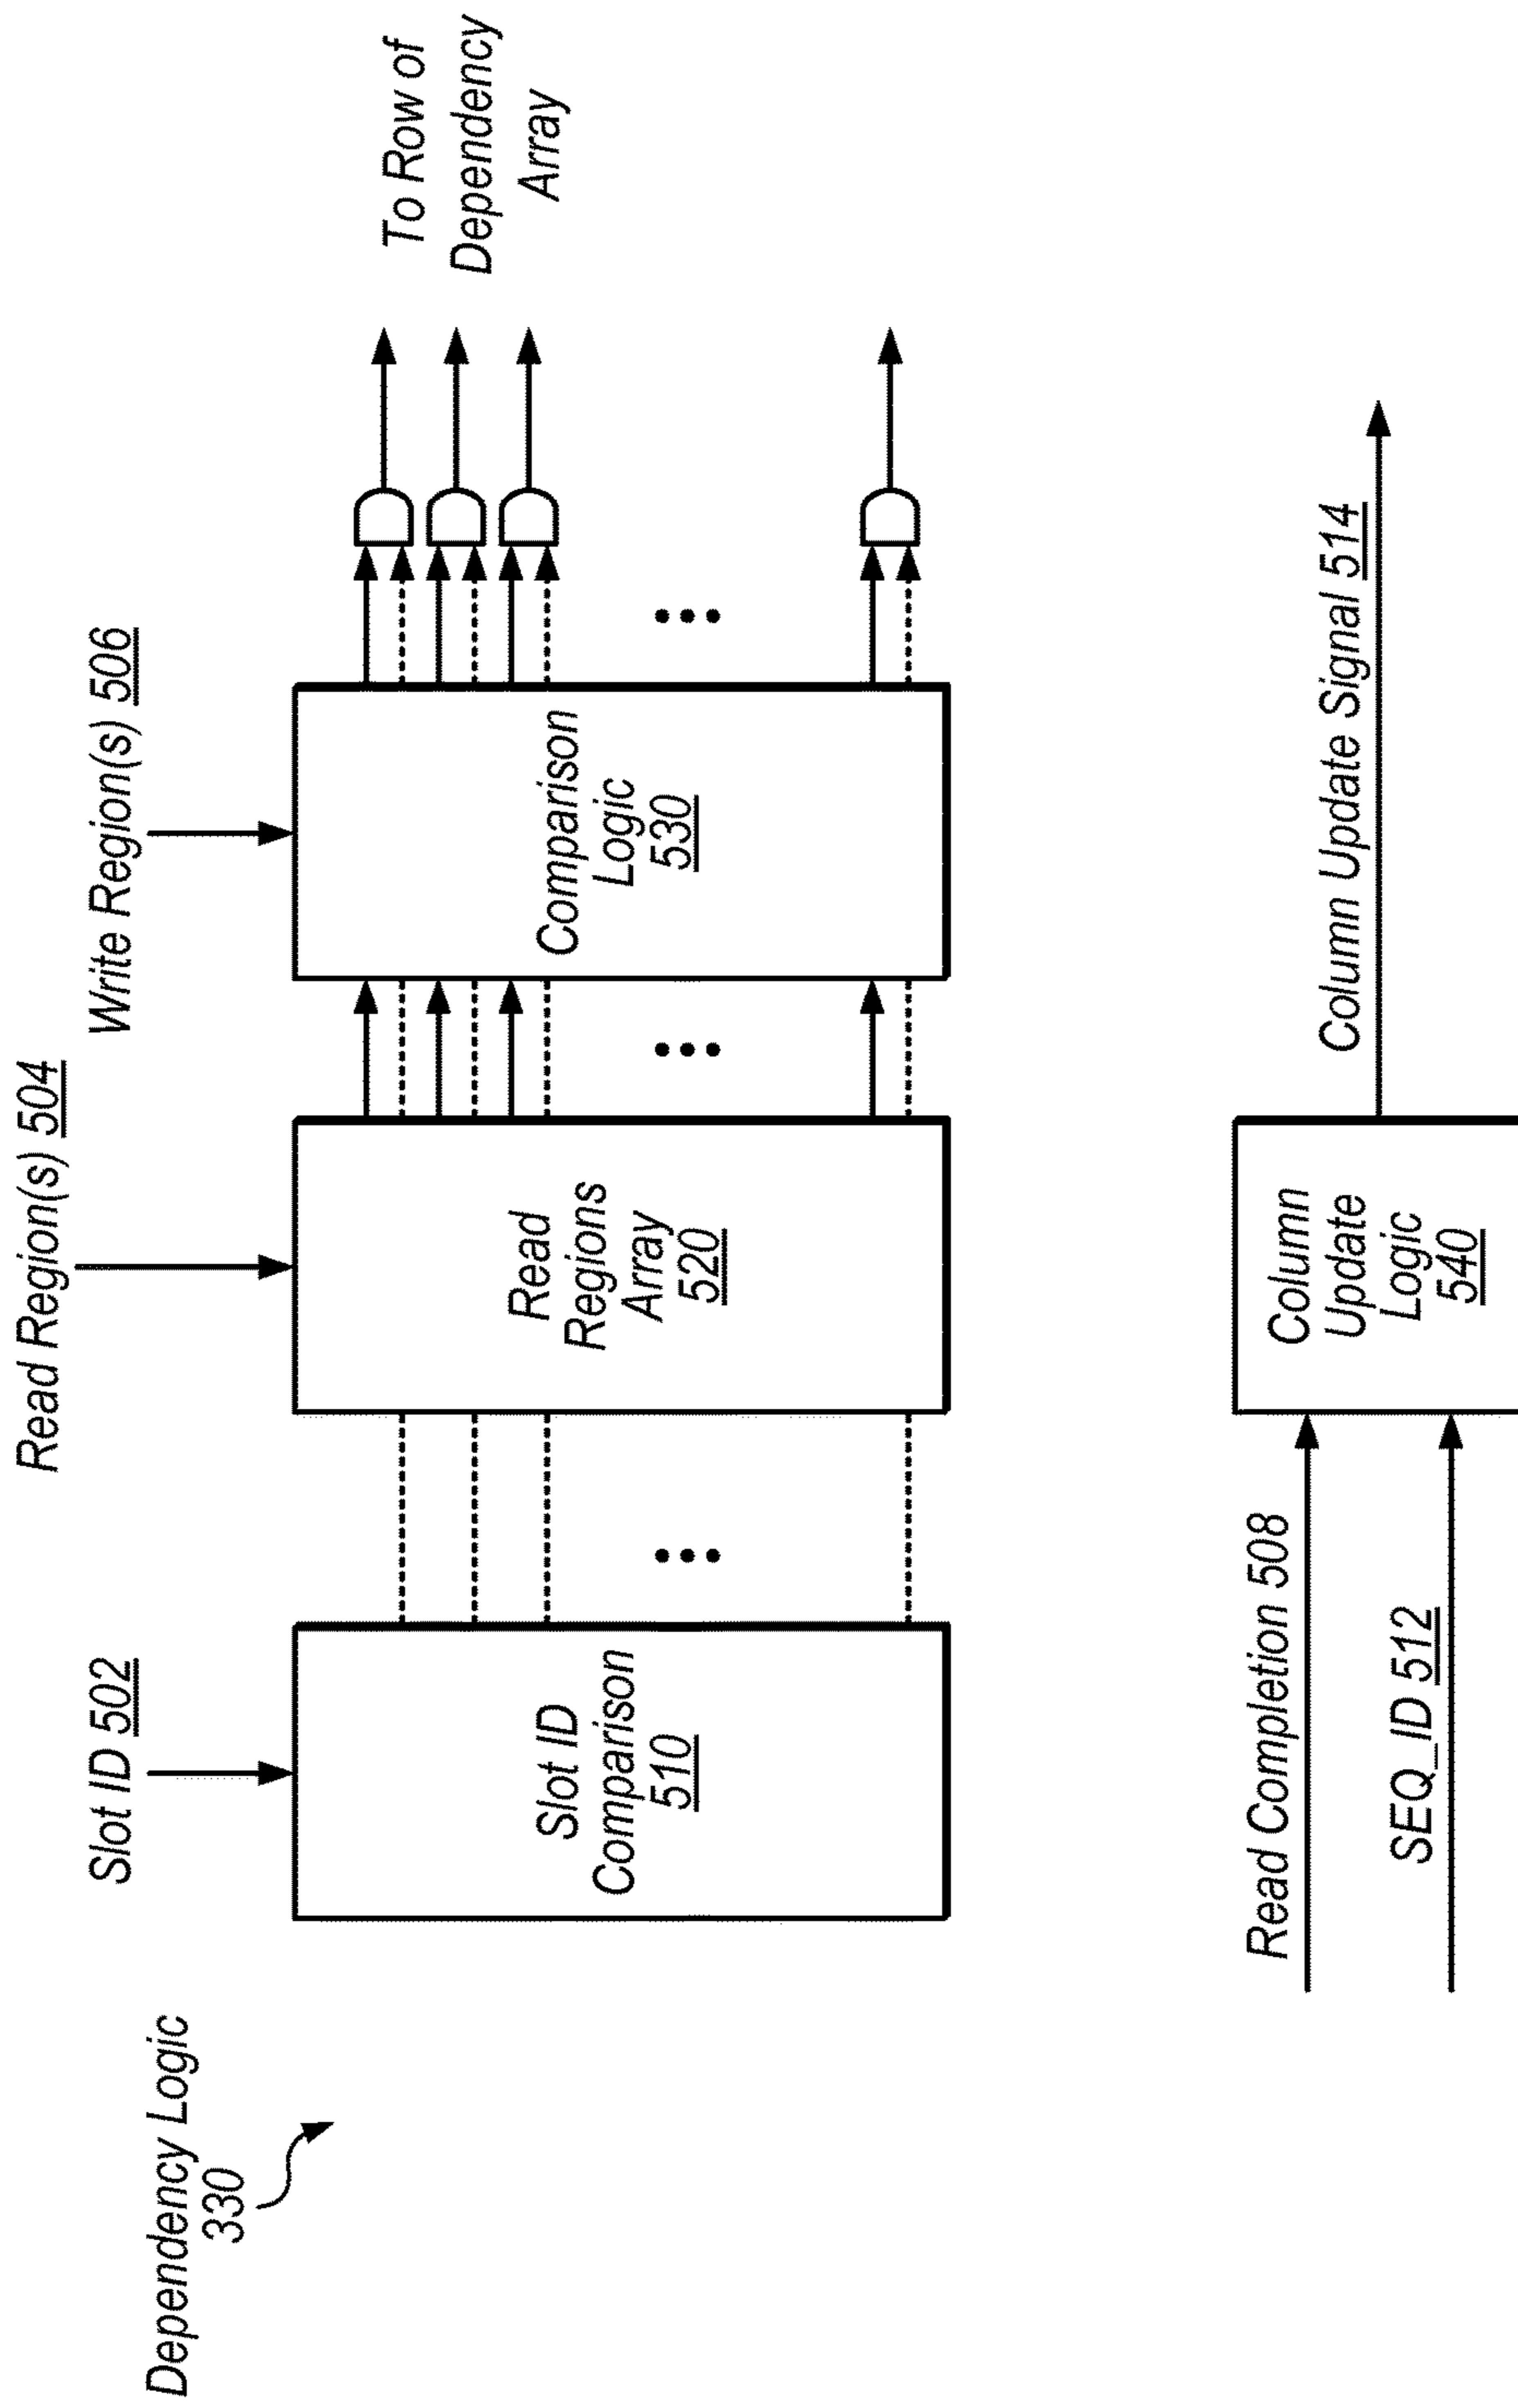 Dependency Logic
330
Slot ID 502
Read Region(s) 504
Write Region(s) 506
Slot ID
Comparison
510
Read
Regions
Array
520
Comparison
Logic
530
To Row of
Dependency
Array
Read Completion 508
SEQ_ID 512
Column
Update
Logic
540
Column Update Signal 514